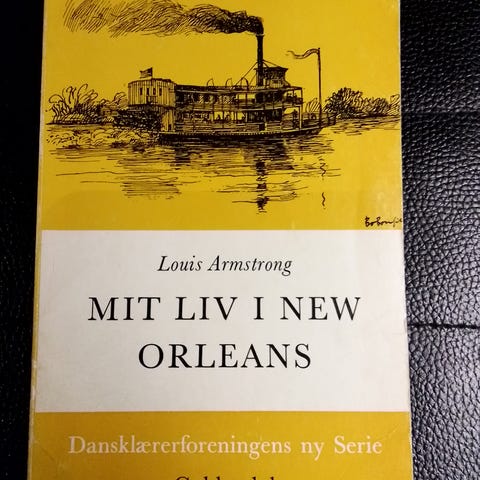 Louis Armstrong
MIT LIV I NEW
ORLEANS
Dansklærerforeningens ny Serie